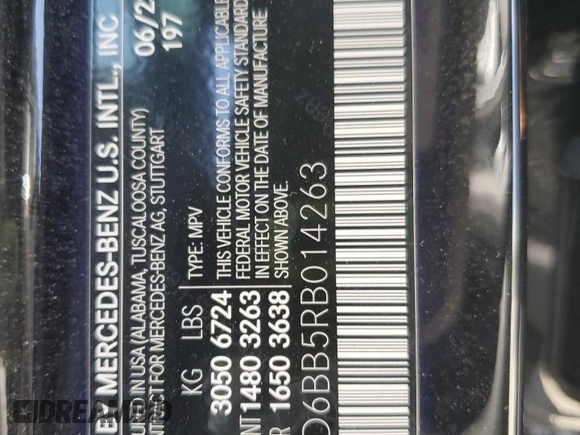 MERCEDES-BENZ U.S. INTL., INC
IN USA (ALABAMA, TUSCALOOSA COUNTY)
FOR MERCEDES-BENZ AG, STUTTGART
06/2
197
KG LBS TYPE: MPV
3050 6724
1480 3263
1650 3638
THIS VEHICLE CONFORMS TO ALL APPLICABLE
FEDERAL MOTOR VEHICLE SAFETY STANDARD
IN EFFECT ON THE DATE OF MANUFACTURE
SHOWN ABOVE
6BB5RB014263
DREAMBID